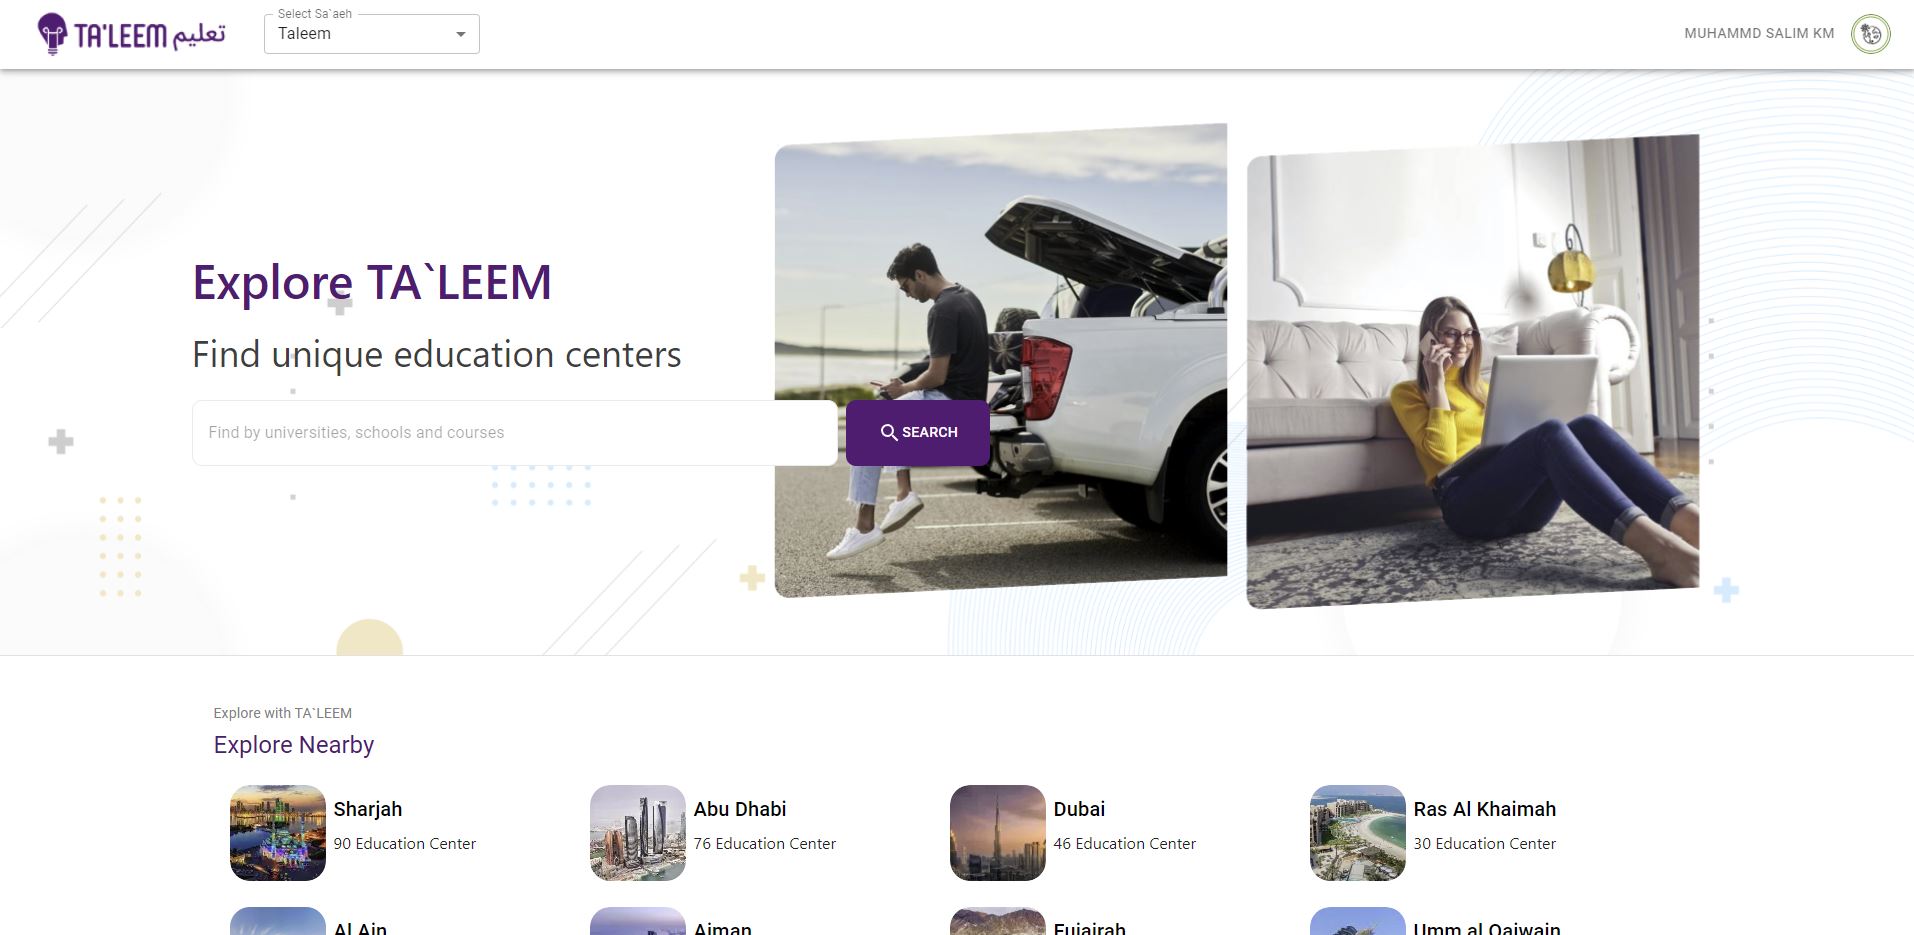 TA'LEEM تعليم
Select Sa`aeh
Taleem
MUHAMMD SALIM KM
Explore TA`LEEM
Find unique education centers
Find by universities, schools and courses
SEARCH
Explore with TA`LEEM
Explore Nearby
Sharjah
90 Education Center
Abu Dhabi
76 Education Center
Dubai
46 Education Center
Ras Al Khaimah
30 Education Center
Al Ain
Ajman
Fujairah
Umm al Qaiwain